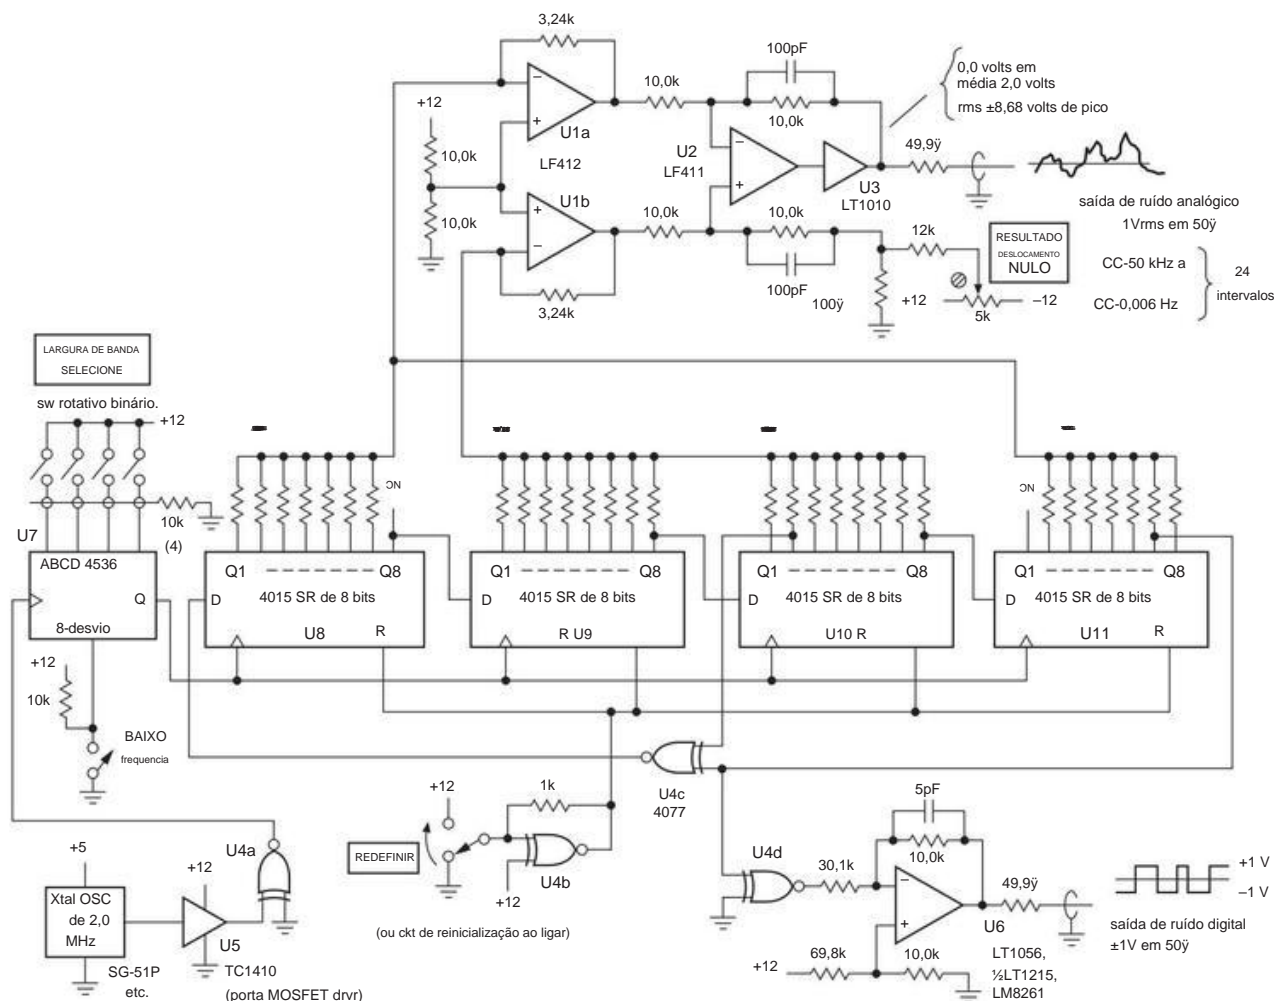 3,24k
100pF
0,0 volts em
média 2,0 volts
rms ±8,68 volts de pico
+12
10,0k
10,0k
U1a
LF412
10,0k
10,0k
U2
LF411
U3
LT1010
49,9ÿ
saída de ruído analógico
1Vrms em 50ÿ
10,0k
U1b
10,0k
10,0k
12k
RESULTADO
DESLOCAMENTO
NULO
CC-50 kHz a
CC-0,006 Hz
24
intervalos
3,24k
100pF
100ÿ
+12
5k
–12
LARGURA DE BANDA
SELECIONE
sw rotativo binário.
+12
NC
NC
10k
(4)
U7
ABCD 4536
Q
8-desvio
Q1
Q8
D
4015 SR de 8 bits
U8
R
Q1
Q8
D
4015 SR de 8 bits
R U9
Q1
Q8
D
4015 SR de 8 bits
U10 R
Q1
Q8
D
4015 SR de 8 bits
U11
R
+12
10k
BAIXO
frequencia
U4c
4077
+12
1k
REDEFINIR
U4b
+12
(ou ckt de reinicialização ao ligar)
+5
Xtal OSC
de 2,0
MHz
SG-51P
etc.
+12
U4a
U5
TC1410
(porta MOSFET drvr)
U4d
30,1k
5pF
10,0k
49,9ÿ
U6
LT1056,
½LT1215,
LM8261
+12
69,8k
10,0k
+1 V
–1 V
saída de ruído digital
±1V em 50ÿ